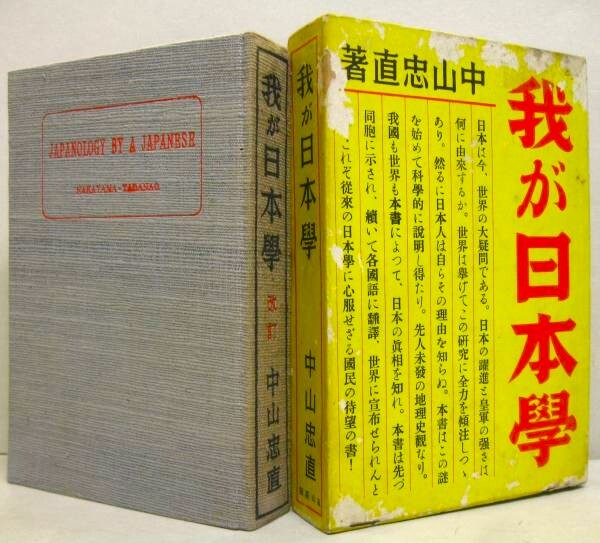 JAPANOLOGY BY A JAPANESE
NAKAYAMA-TADANAO
我が日本學
改訂
中山忠直
我が日本學
中山忠直
我が日本學
中山忠直著
日本は今、世界の大疑問である。日本の躍進と皇軍の强さは
何に由來するか。世界は擧げてこの硏究に全力を傾注しつゝ
あり。然るに日本人は自らその理由を知らぬ。本書はこの謎
を始めて科學的に說明し得たり。先人未發の地理史觀なり。
我國も世界も本書によつて、日本の眞相を知れ。本書は先づ
同胞に示され、續いて各國語に飜譯、世界に宣布せられんと
これぞ從來の日本學に心服せざる國民の待望の書！